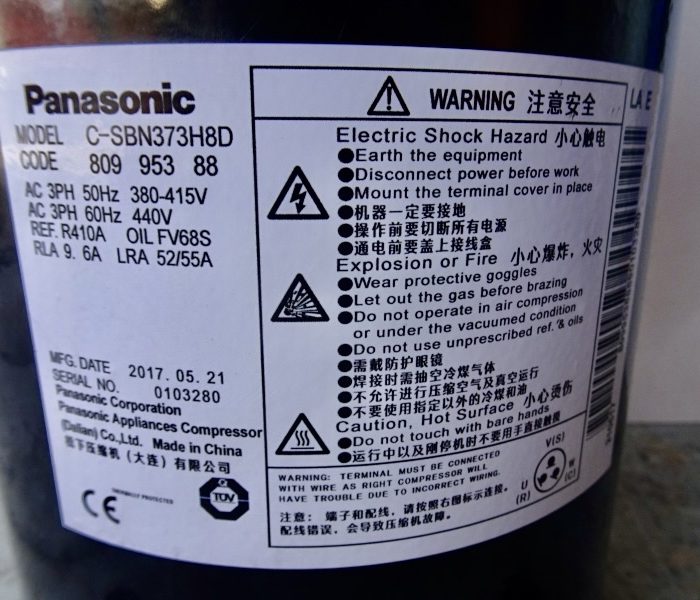 Panasonic
MODEL C-SBN373H8D
CODE 809 953 88
AC 3PH 50Hz 380-415V
AC 3PH 60Hz 440V
REF. R410A OIL FV68S
RLA 9. 6A LRA 52/55A
MFG. DATE 2017. 05. 21
SERIAL NO. 0103280
Panasonic Corporation
Panasonic Appliances Compressor
(Dalian) Co., Ltd. Made in China
松下压缩机（大连）有限公司
CE
THERMALLY PROTECTED
TÜV
WARNING 注意安全
Electric Shock Hazard 小心触电
●Earth the equipment
●Disconnect power before work
●Mount the terminal cover in place
●机器一定要接地
●操作前要切断所有电源
●通电前要盖上接线盒
Explosion or Fire 小心爆炸，火灾
●Wear protective goggles
●Let out the gas before brazing
●Do not operate in air compression
or under the vacuumed condition
●Do not use unprescribed ref. & oils
●需戴防护眼镜
●焊接时需抽空冷煤气体
●不允许进行压缩空气及真空运行
●不要使用指定以外的冷煤和油
Caution, Hot Surface 小心烫伤
●Do not touch with bare hands
●运行中以及刚停机时不要用手直接触摸
WARNING: TERMINAL MUST BE CONNECTED
WITH WIRE AS RIGHT COMPRESSOR WILL
HAVE TROUBLE DUE TO INCORRECT WIRING.
注意： 端子和配线，请按照右图标示连接。
配线错误，会导致压缩机故障。
V(S)
U
(R)
W
(C)
LA E